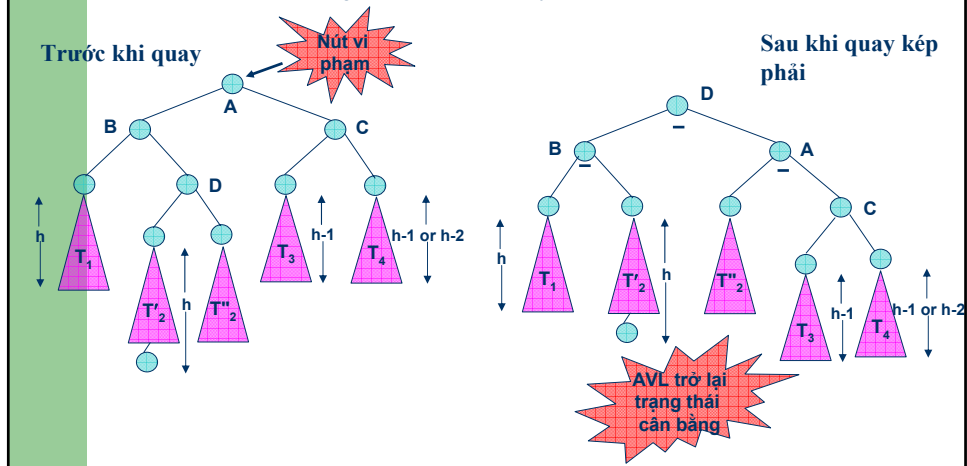 Trước khi quay
Nút vi
phạm
Sau khi quay kép
phải
A
B
C
D
h
T1
T'2
h
T"2
T3
h-1
T4
h-1 or h-2
D
–
B
–
A
–
C
h
T1
T'2
h
T"2
T3
h-1
T4
h-1 or h-2
AVL trở lại
trạng thái
cân bằng